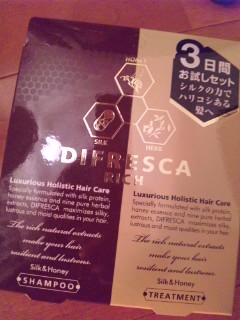 3日間
お試しセット
シルクの力で
ハリコシある
髪へ
HONEY
SILK
HERB
DIFRESCA
RICH
Luxurious Holistic Hair Care
Specially formulated with silk protein,
honey essence and nine pure herbal
extracts, DIFRESCA maximizes silky,
lustrous and moist qualities in your hair.
The rich natural extracts
make your hair
resilient and lustrous.
Silk&Honey
SHAMPOO
Luxurious Holistic Hair Care
Specially formulated with silk protein,
honey essence and nine pure herbal
extracts, DIFRESCA maximizes silky,
lustrous and moist qualities in your hair.
The rich natural extracts
make your hair
resilient and lustrous.
Silk&Honey
TREATMENT